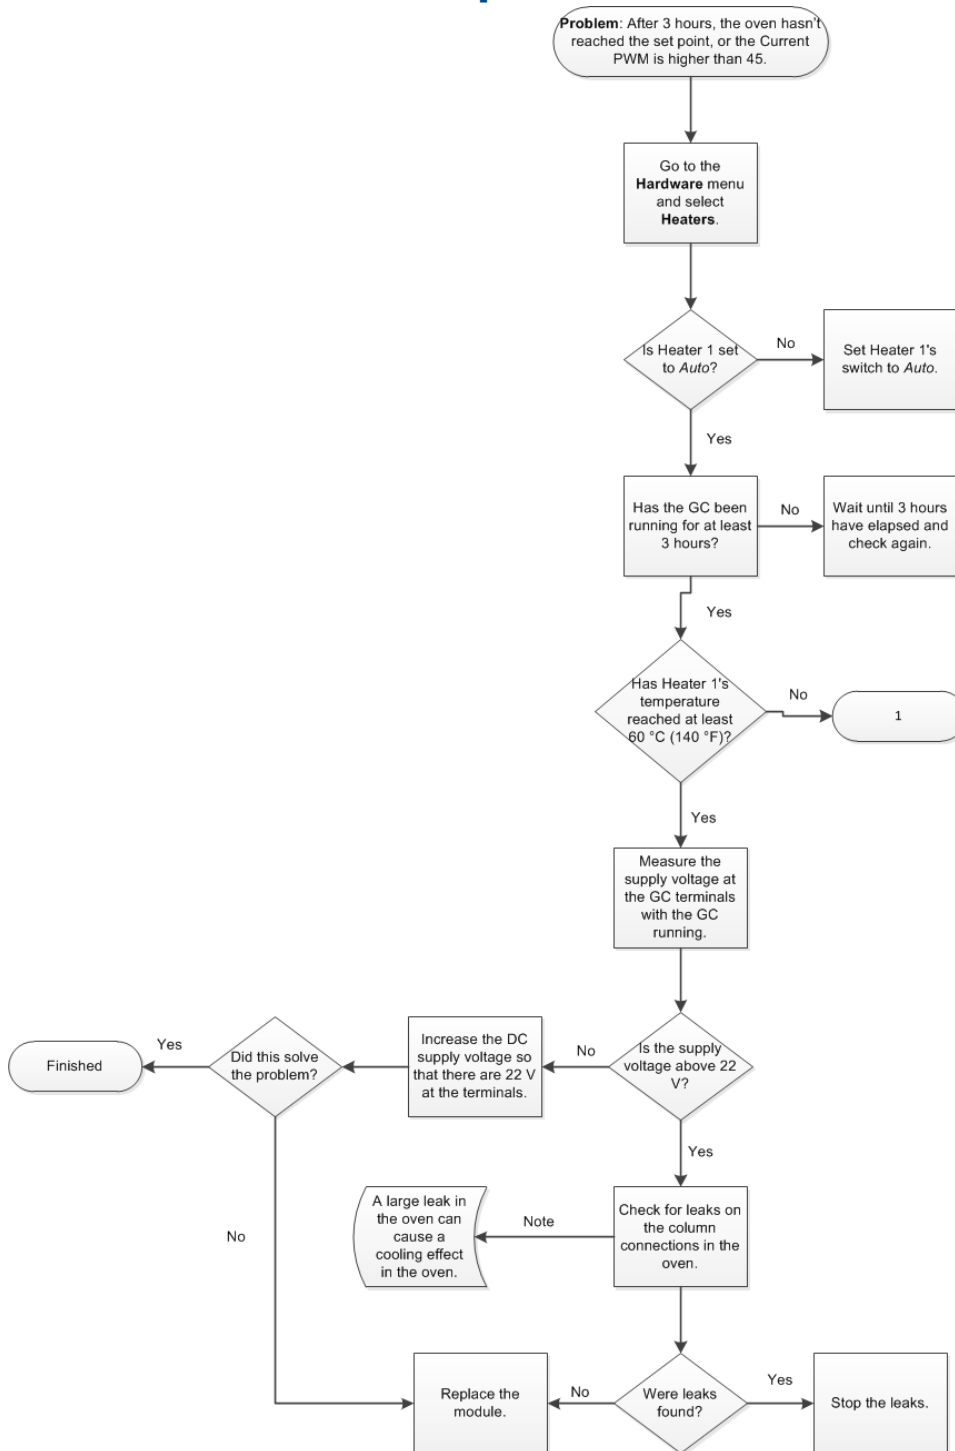 Problem: After 3 hours, the oven hasn't
reached the set point, or the Current
PWM is higher than 45.
Go to the
Hardware menu
and select
Heaters.
Is Heater 1 set
to Auto?
No
Set Heater 1's
switch to Auto.
Yes
Has the GC been
running for at least
3 hours?
No
Wait until 3 hours
have elapsed and
check again.
Yes
Has Heater 1's
temperature
reached at least
60 °C (140 °F)?
No
1
Yes
Measure the
supply voltage at
the GC terminals
with the GC
running.
Is the supply
voltage above 22
V?
No
Increase the DC
supply voltage so
that there are 22 V
at the terminals.
Did this solve
the problem?
Yes
Finished
No
Yes
Check for leaks on
the column
connections in the
oven.
Note
A large leak in
the oven can
cause a
cooling effect
in the oven.
Were leaks
found?
No
Replace the
module.
Yes
Stop the leaks.